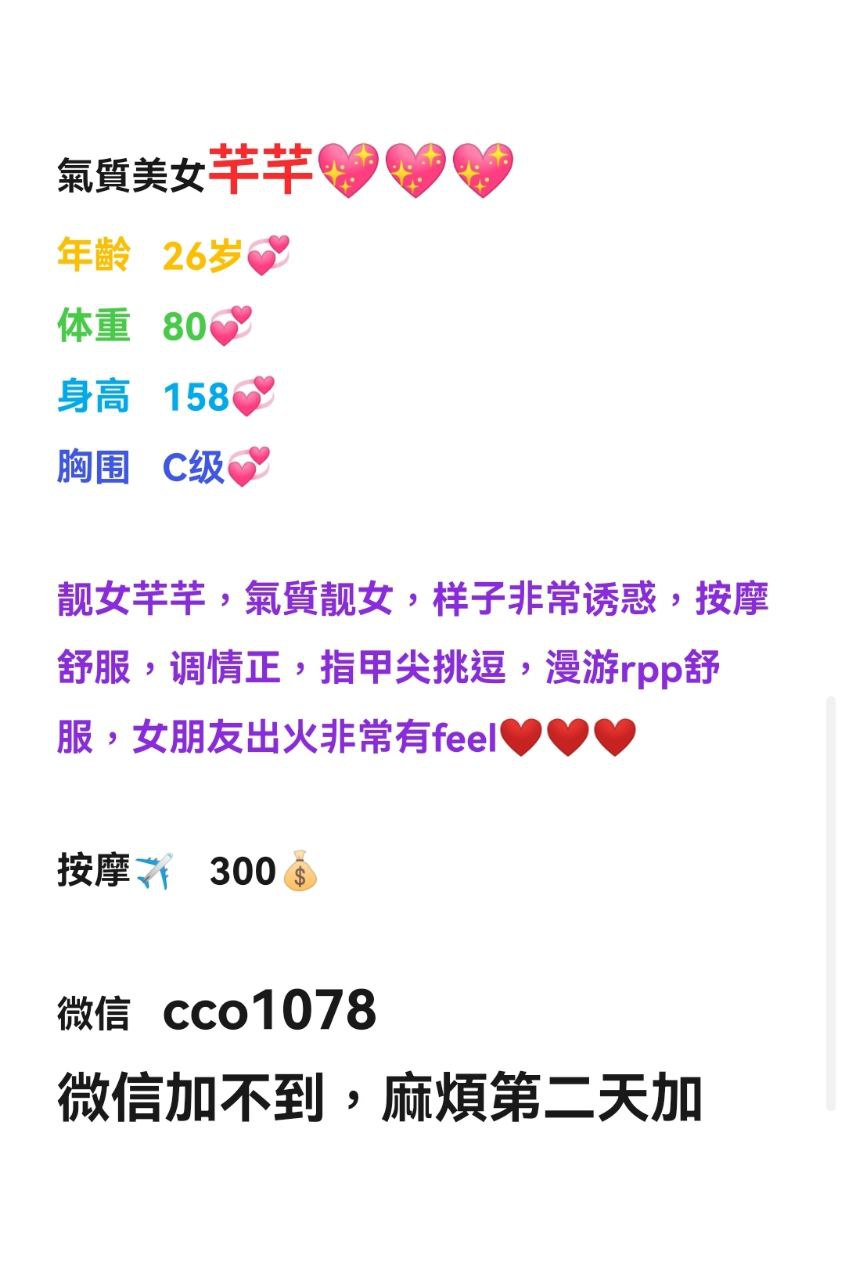 氣質美女芊芊💖💖💖
年齡 26岁💞
体重 80💞
身高 158💞
胸围 C级💞
靓女芊芊，氣質靓女，样子非常诱惑，按摩
舒服，调情正，指甲尖挑逗，漫游rpp舒
服，女朋友出火非常有feel❤️❤️❤️
按摩✈️ 300💰
微信 cco1078
微信加不到，麻煩第二天加